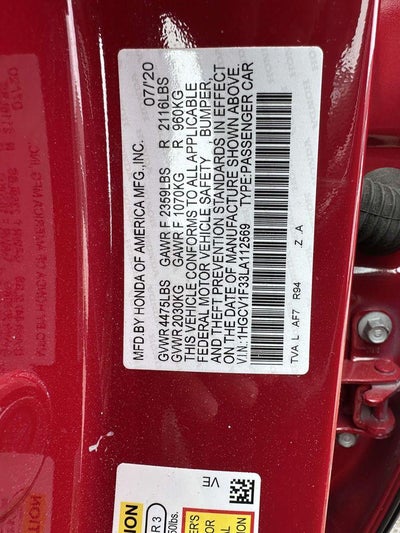 MFD.BY HONDA OF AMERICA MFG.,INC. 07/20
GVWR 4475LBS GAWR F 2359LBS R 2116LBS
GVWR 2030KG GAWR F 1070KG R 960KG
THIS VEHICLE CONFORMS TO ALL APPLICABLE
FEDERAL MOTOR VEHICLE SAFETY BUMPER,
AND THEFT PREVENTION STANDARDS IN EFFECT
ON THE DATE OF MANUFACTURE SHOWN ABOVE.
V.I.N.:1HGCV1F33LA112569 TYPE:PASSENGER CAR
TVA L AF7 R94 Z A
VE